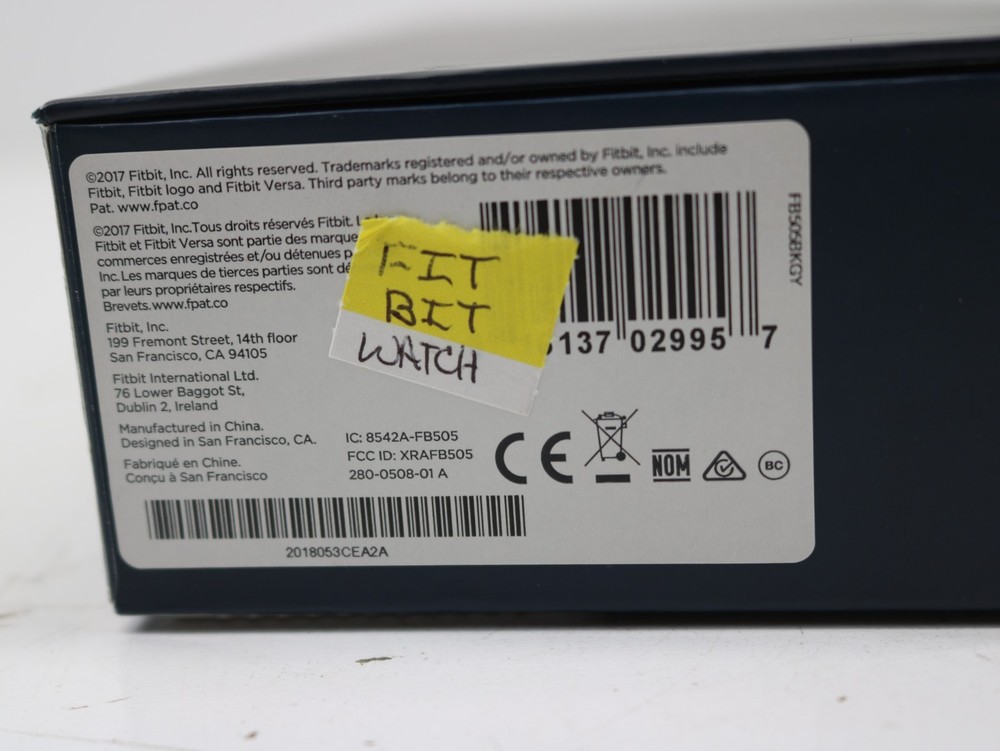 ©2017 Fitbit, Inc. All rights reserved. Trademarks registered and/or owned by Fitbit, Inc. include
Fitbit, Fitbit logo and Fitbit Versa. Third party marks belong to their respective owners.
Pat. www.fpat.co
©2017 Fitbit, Inc.Tous droits réservés Fitbit.
Fitbit et Fitbit Versa sont partie des marque
commerces enregistrées et/ou détenues p
Inc.Les marques de tierces parties sont dé
par leurs propriétaires respectifs.
Brevets.www.fpat.co
Fitbit, Inc.
199 Fremont Street, 14th floor
San Francisco, CA 94105
Fitbit International Ltd.
76 Lower Baggot St,
Dublin 2, Ireland
Manufactured in China.
Designed in San Francisco, CA.
Fabriqué en Chine.
Conçu à San Francisco
FIT
BIT
WATCH
137 02995 7
FB505BKGY
IC: 8542A-FB505
FCC ID: XRAFB505
280-0508-01 A
CE
NOM
BC
2018053CEA2A